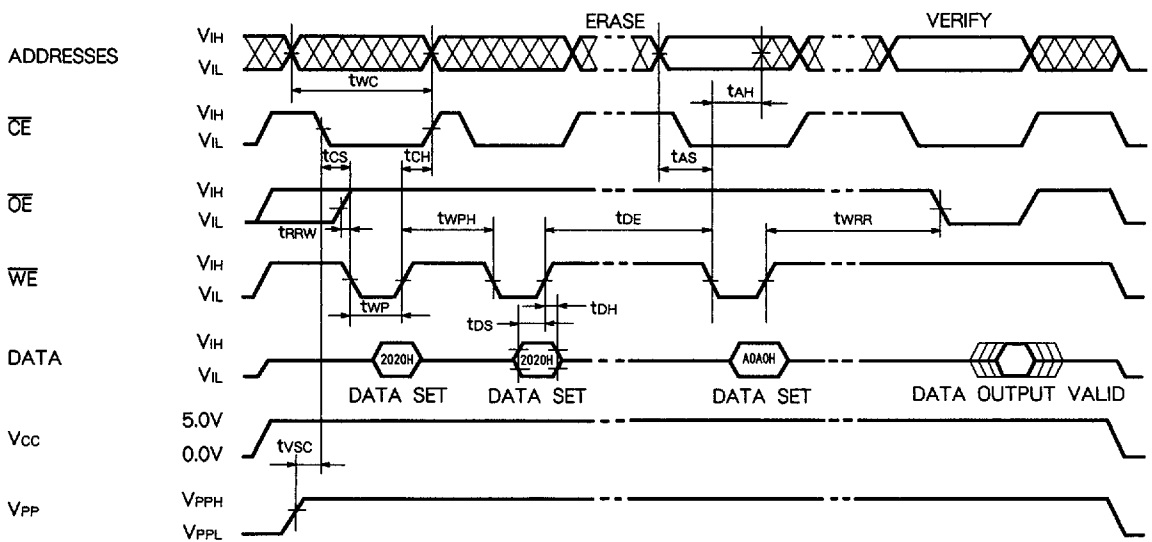 ERASE VERIFY
ADDRESSES VIH
VIL
tWC tAH
CE VIH
VIL
tCS tCH tAS
OE VIH
VIL
tRRW tWPH tDE tWRR
WE VIH
VIL
tWP tDS tDH
DATA VIH
VIL
2020H 2020H A0A0H
DATA SET DATA SET DATA SET DATA OUTPUT VALID
VCC 5.0V
0.0V
tVSC
VPP VPPH
VPPL